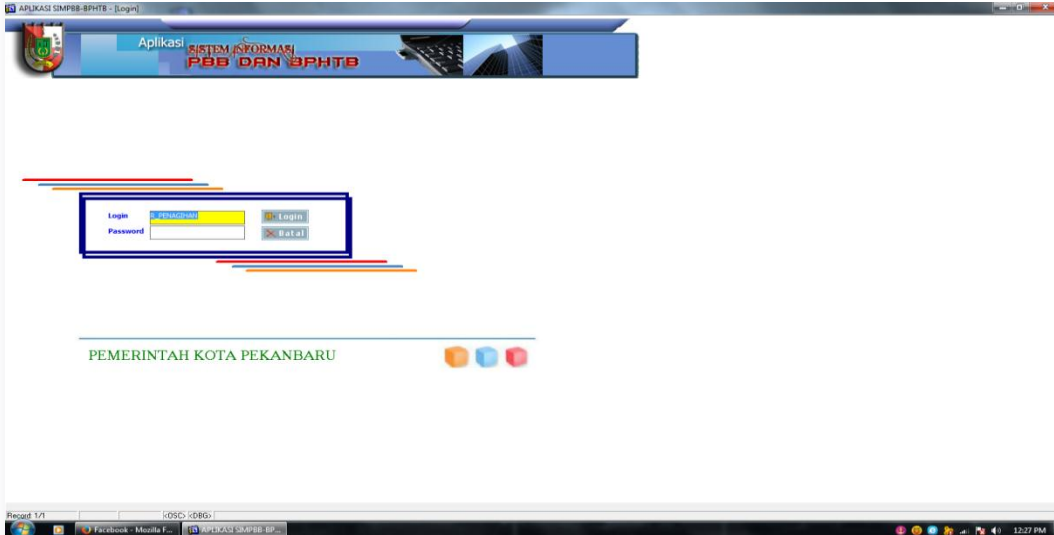 APLIKASI SIMPBB-BPHTB - [Login]
Aplikasi
SISTEM INFORMASI
PBB DAN BPHTB
Login
Login
Password
Batal
PEMERINTAH KOTA PEKANBARU
Record: 1/1
<OSC> <DBG>
Facebook - Mozilla F...
APLIKASI SIMPBB-BP...
12:27 PM